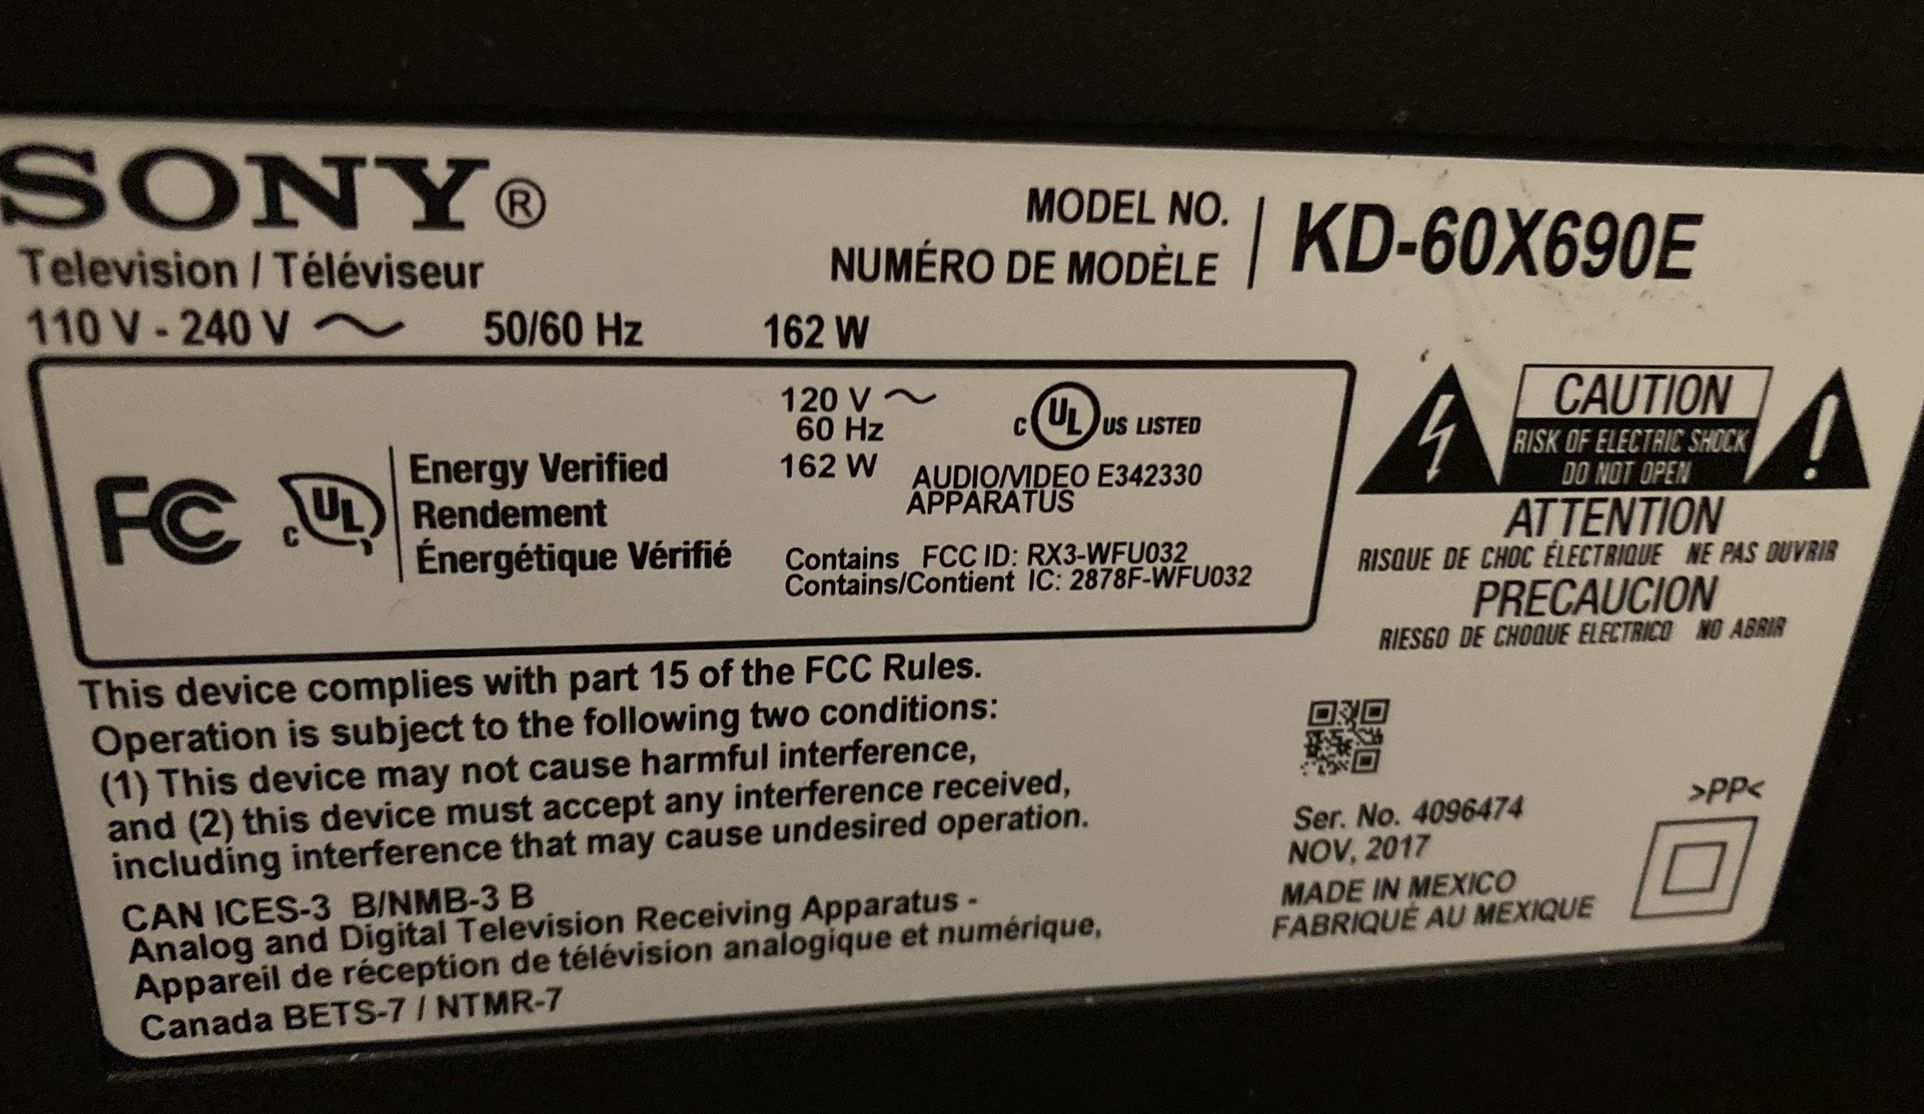 SONY®
Television / Téléviseur
MODEL NO.
NUMÉRO DE MODÈLE
KD-60X690E
110 V - 240 V ~ 50/60 Hz 162 W
FC
c UL
Energy Verified
Rendement
Énergétique Vérifié
120 V ~
60 Hz
162 W
c UL US LISTED
AUDIO/VIDEO E342330
APPARATUS
Contains FCC ID: RX3-WFU032
Contains/Contient IC: 2878F-WFU032
CAUTION
RISK OF ELECTRIC SHOCK
DO NOT OPEN
ATTENTION
RISQUE DE CHOC ÉLECTRIQUE NE PAS OUVRIR
PRECAUCION
RIESGO DE CHOQUE ELECTRICO NO ABRIR
This device complies with part 15 of the FCC Rules.
Operation is subject to the following two conditions:
(1) This device may not cause harmful interference,
and (2) this device must accept any interference received,
including interference that may cause undesired operation.
CAN ICES-3 B/NMB-3 B
Analog and Digital Television Receiving Apparatus -
Appareil de réception de télévision analogique et numérique,
Canada BETS-7 / NTMR-7
Ser. No. 4096474
NOV, 2017
MADE IN MEXICO
FABRIQUÉ AU MEXIQUE
>PP<